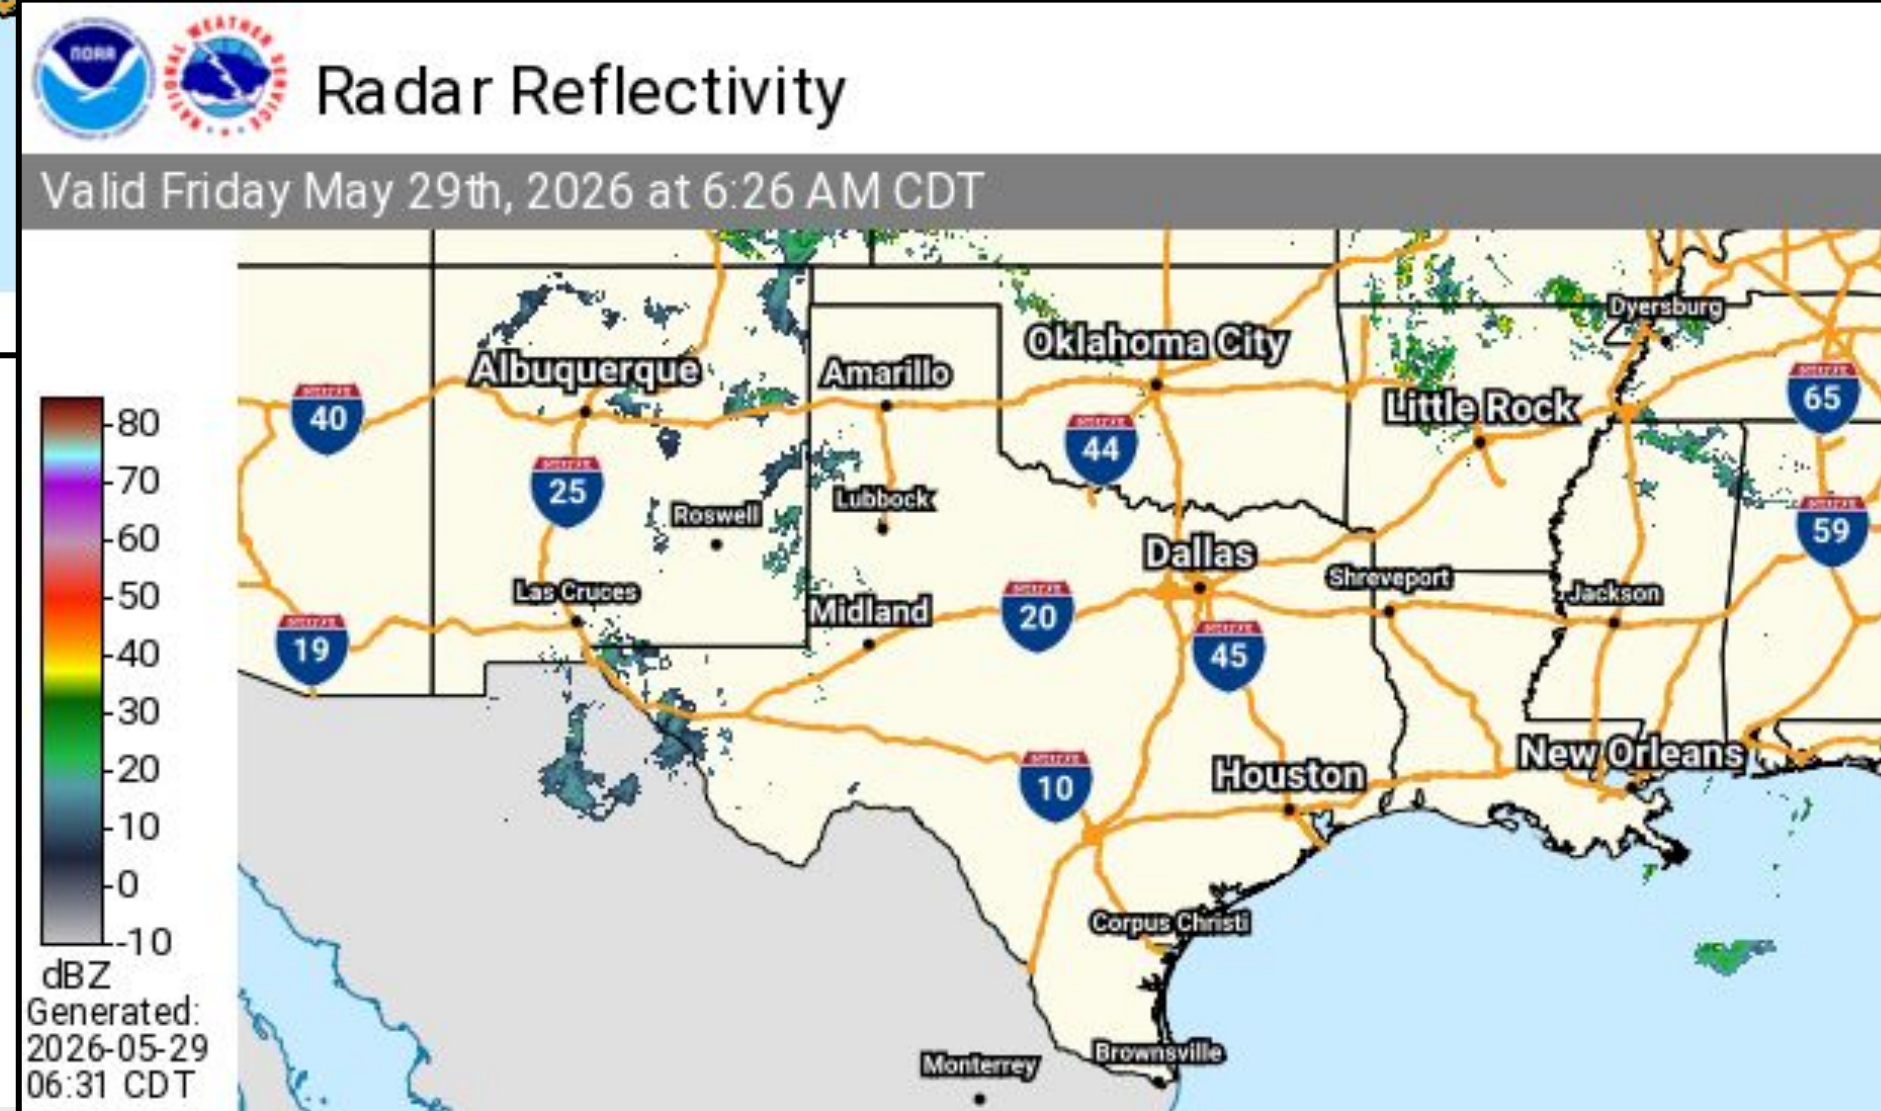 NOAA
NATIONAL WEATHER SERVICE
Radar Reflectivity
Valid Friday May 29th, 2026 at 6:26 AM CDT
Dyersburg
Oklahoma City
Albuquerque
Amarillo
65
40
Little Rock
80
44
70
25
Lubbock
Roswell
59
60
Dallas
Shreveport
50
Las Cruces
Jackson
20
Midland
19
45
40
30
New Orleans
20
Houston
10
10
0
Corpus Christi
-10
dBZ
Generated:
2026-05-29
06:31 CDT
Brownsville
Monterrey